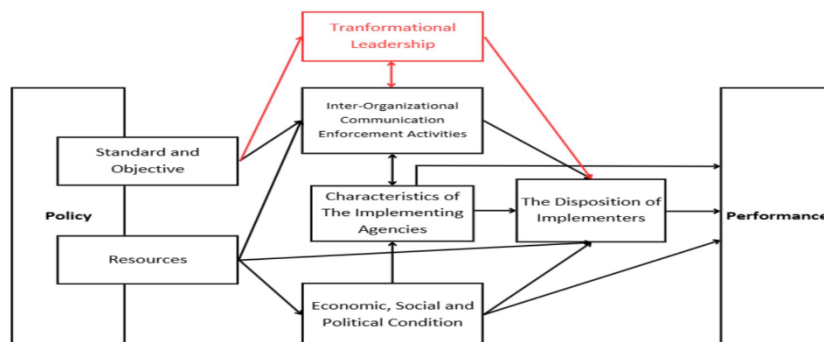 Tranformational
Leadership
Inter-Organizational
Communication
Enforcement Activities
Standard and
Objective
Characteristics of
The Implementing
Agencies
The Disposition of
Implementers
Policy
Performance
Resources
Economic, Social and
Political Condition